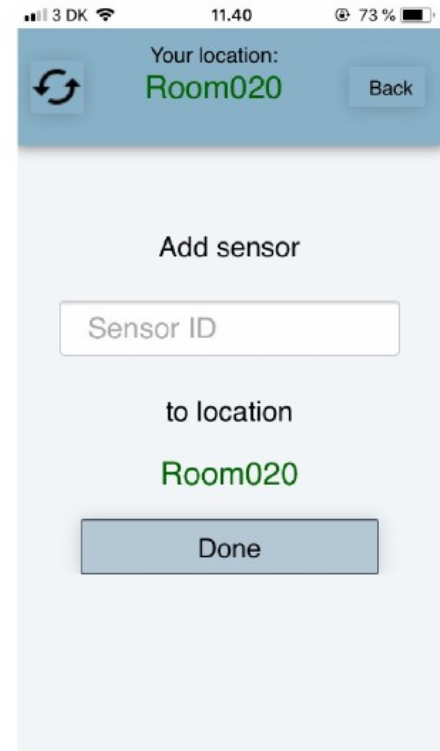 3 DK 11.40 73 %
Your location:
Room020
Back
Add sensor
Sensor ID
to location
Room020
Done